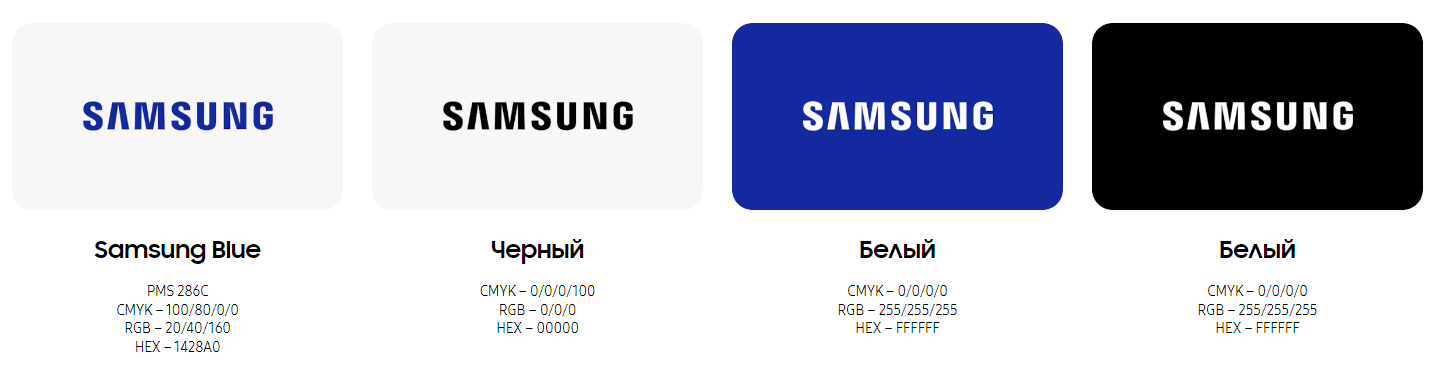 SAMSUNG
SAMSUNG
SAMSUNG
SAMSUNG
Samsung Blue
PMS 286C
CMYK – 100/80/0/0
RGB – 20/40/160
HEX – 1428A0
Черный
CMYK – 0/0/0/100
RGB – 0/0/0
HEX – 00000
Белый
CMYK – 0/0/0/0
RGB – 255/255/255
HEX – FFFFFF
Белый
CMYK – 0/0/0/0
RGB – 255/255/255
HEX – FFFFFF